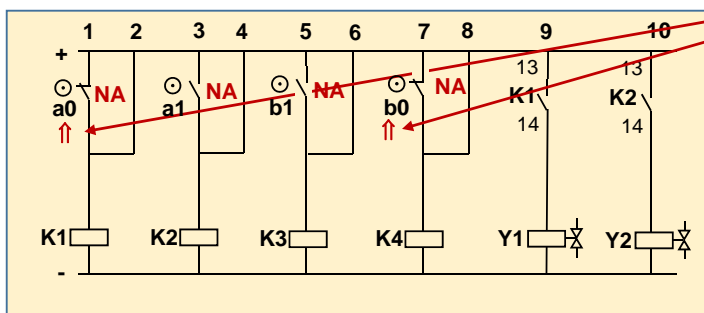 1 2 3 4 5 6 7 8 9 10
+
13 13
NA NA NA NA
K1 K2
a0 a1 b1 b0
14 14
⇑ ⇑
K1 K2 K3 K4 Y1 Y2
-